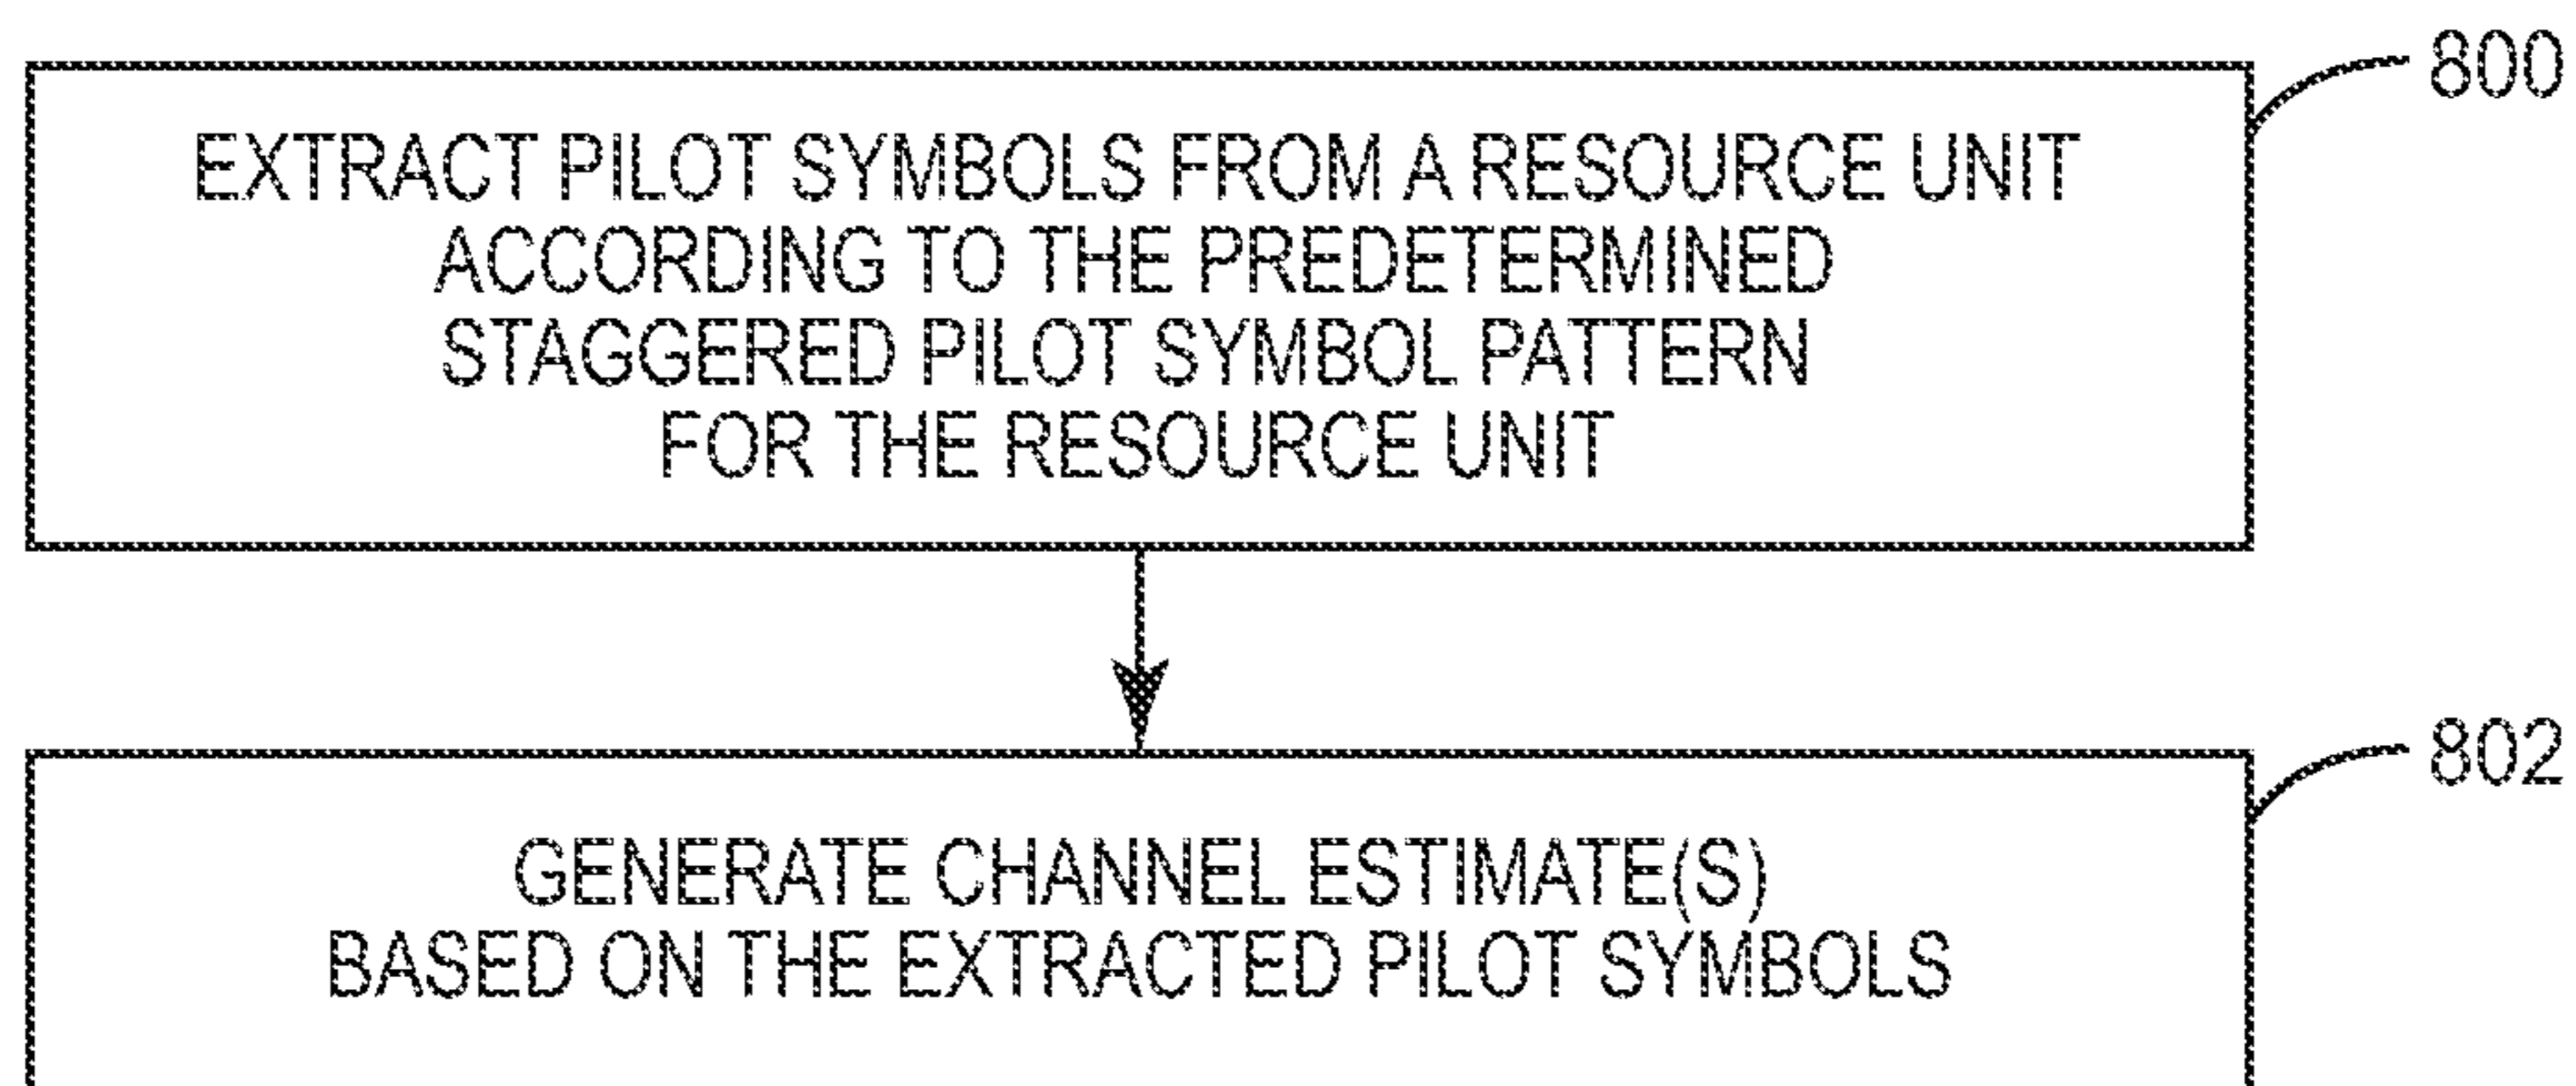 800
EXTRACT PILOT SYMBOLS FROM A RESOURCE UNIT
ACCORDING TO THE PREDETERMINED
STAGGERED PILOT SYMBOL PATTERN
FOR THE RESOURCE UNIT
802
GENERATE CHANNEL ESTIMATE(S)
BASED ON THE EXTRACTED PILOT SYMBOLS